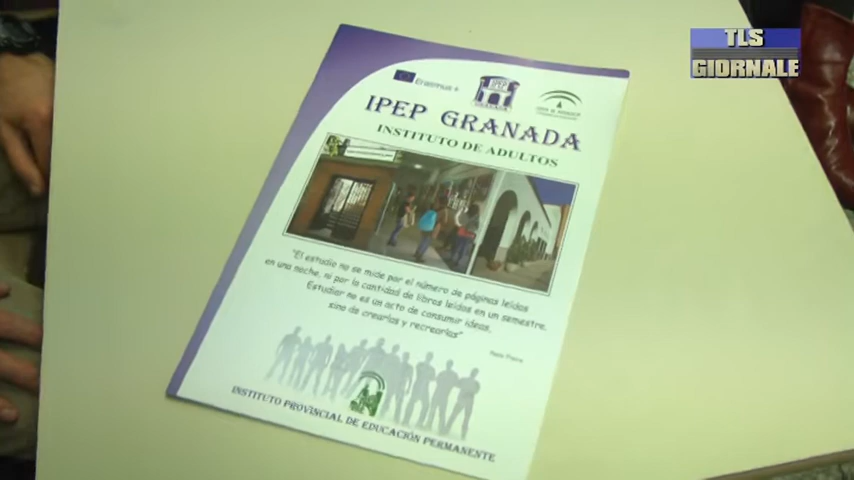 TLS
GIORNALE
Erasmus +
IPEP
IPEP GRANADA
INSTITUTO DE ADULTOS
"El estudio no se mide por el número de páginas leídas
en una noche, ni por la cantidad de libros leídos en un semestre.
Estudiar no es un acto de consumir ideas,
sino de crearlas y recrearlas"
INSTITUTO PROVINCIAL DE EDUCACIÓN PERMANENTE